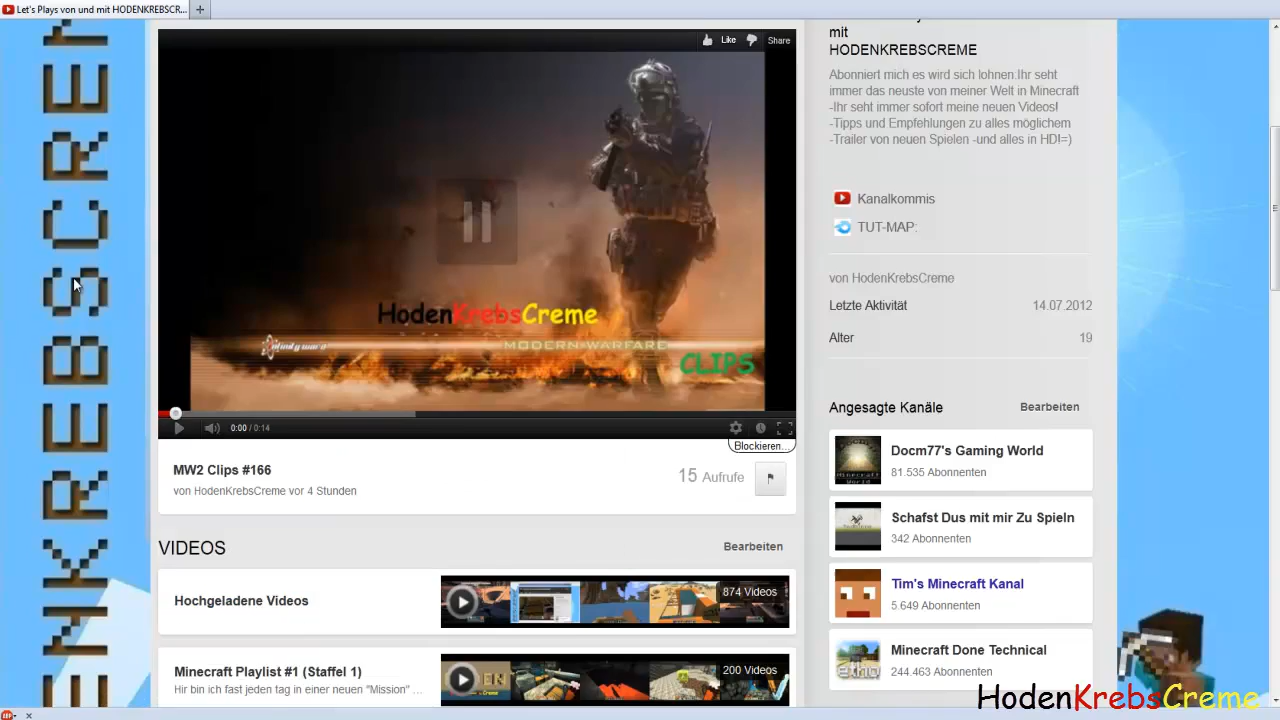 Let's Plays von und mit HODENKREBSCR...
Like
Share
HodenKrebsCreme
MODERN WARFARE
CLIPS
0:00 / 0:14
Blockieren...
MW2 Clips #166
von HodenKrebsCreme vor 4 Stunden
15 Aufrufe
VIDEOS
Bearbeiten
Hochgeladene Videos
874 Videos
Minecraft Playlist #1 (Staffel 1)
Hir bin ich fast jeden tag in einer neuen "Mission" ...
200 Videos
mit
HODENKREBSCREME
Abonniert mich es wird sich lohnen.Ihr seht
immer das neuste von meiner Welt in Minecraft
-Ihr seht immer sofort meine neuen Videos!
-Tipps und Empfehlungen zu alles möglichem
-Trailer von neuen Spielen -und alles in HD!=)
Kanalkommis
TUT-MAP:
von HodenKrebsCreme
Letzte Aktivität
14.07.2012
Alter
19
Angesagte Kanäle
Bearbeiten
Docm77's Gaming World
81.535 Abonnenten
Schafst Dus mit mir Zu Spieln
342 Abonnenten
Tim's Minecraft Kanal
5.649 Abonnenten
Minecraft Done Technical
244.463 Abonnenten
HodenKrebsCreme
ENKREBSCREM